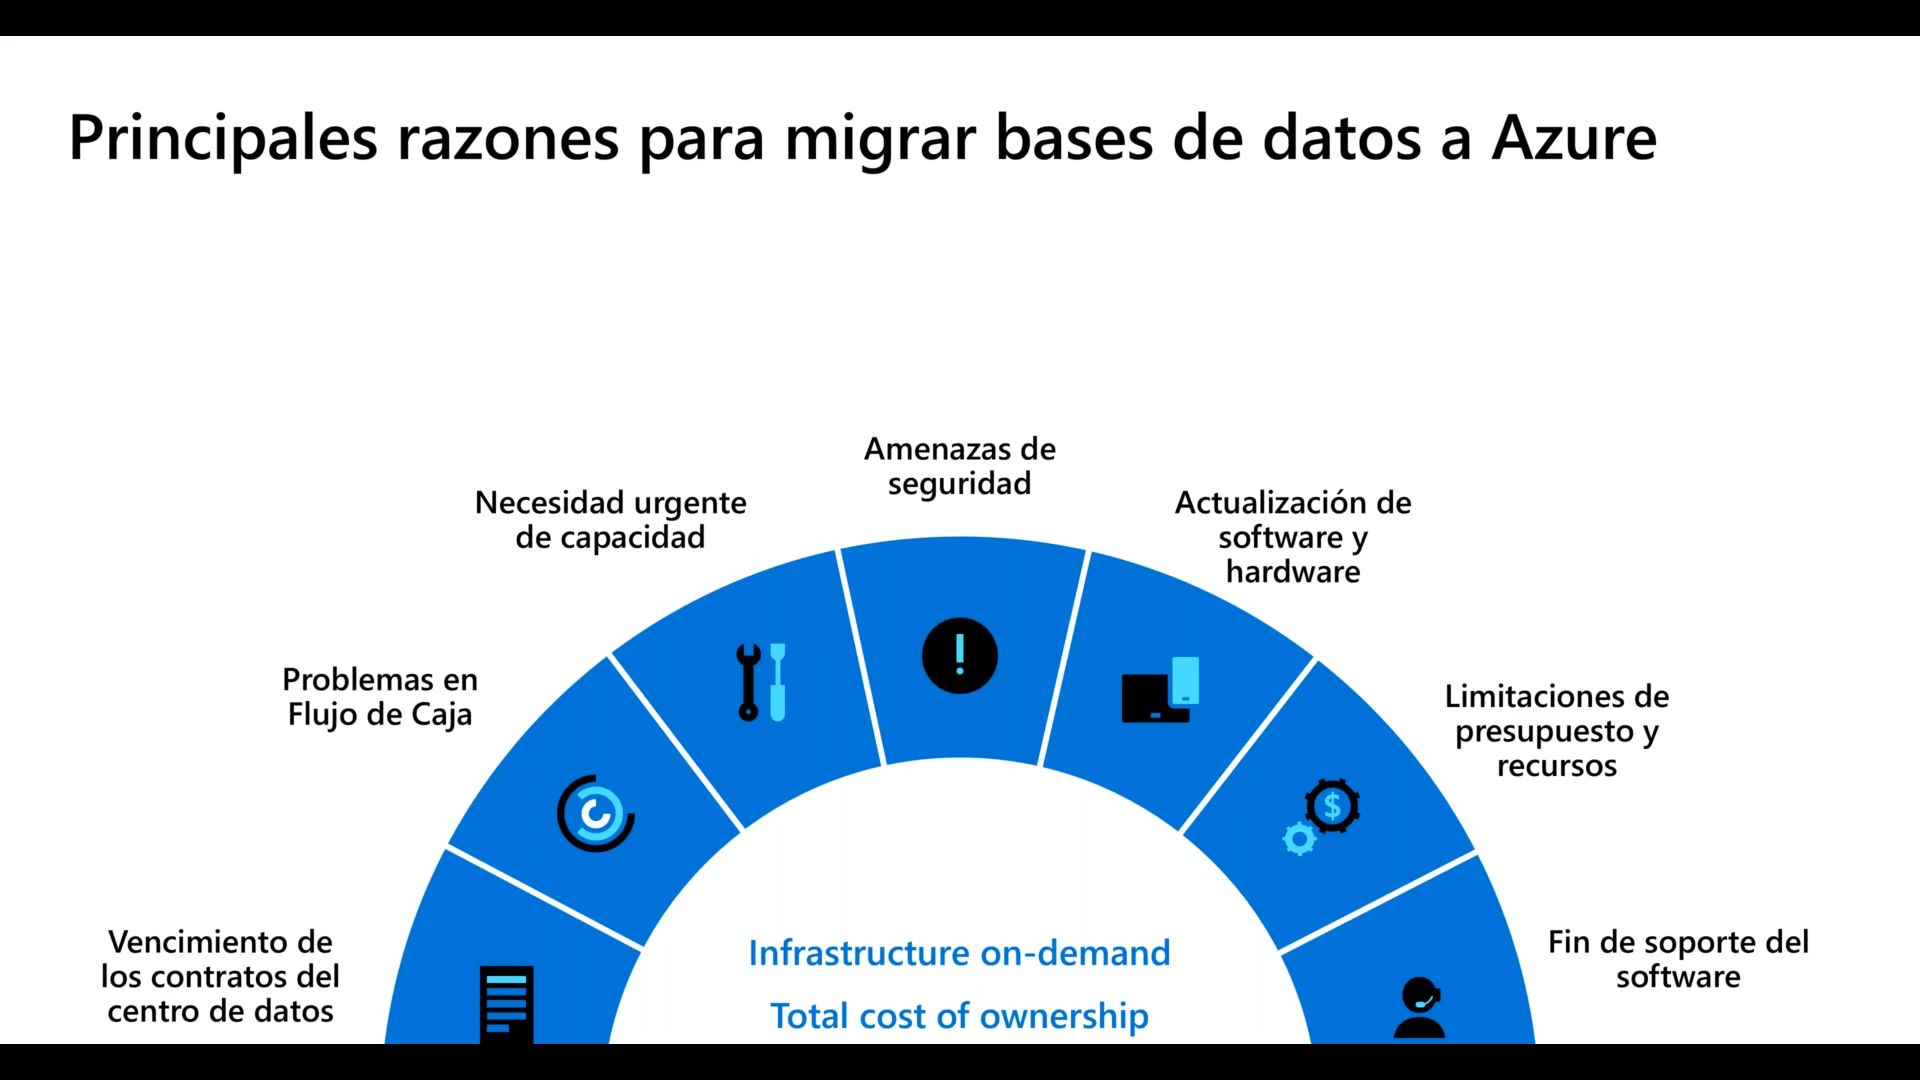 Principales razones para migrar bases de datos a Azure
Amenazas de
seguridad
Necesidad urgente
de capacidad
Actualización de
software y
hardware
Problemas en
Flujo de Caja
Limitaciones de
presupuesto y
recursos
$
Vencimiento de
los contratos del
centro de datos
Infrastructure on-demand
Total cost of ownership
Fin de soporte del
software